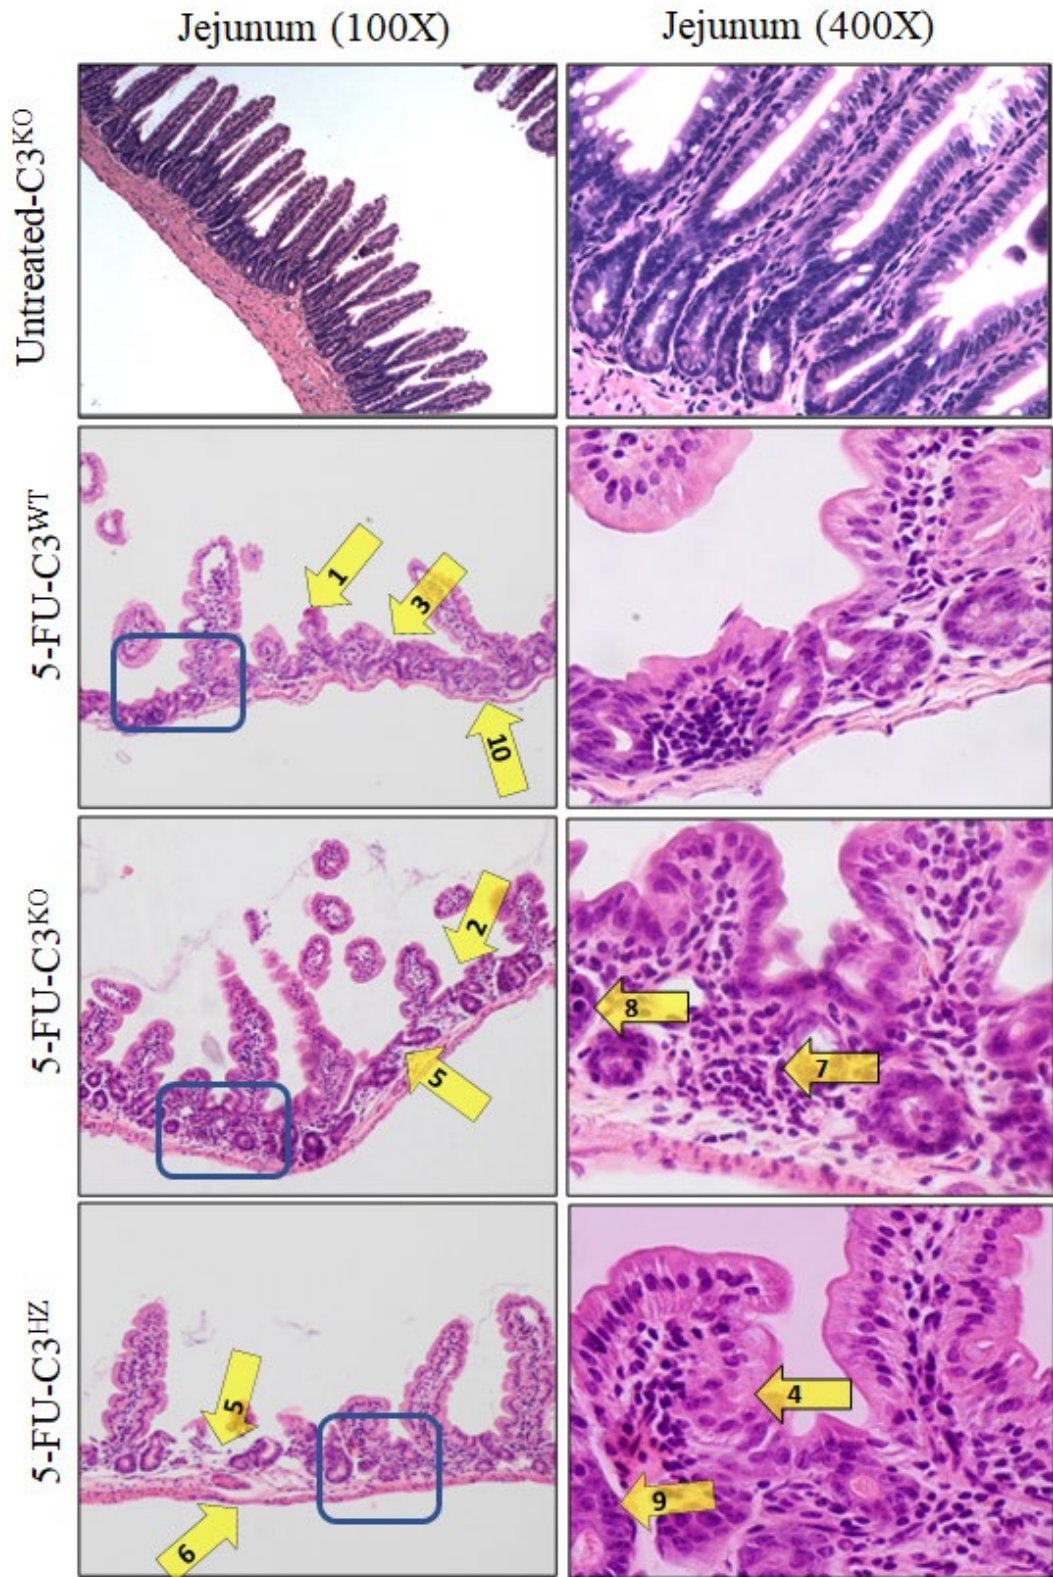 Jejunum (100X)
Jejunum (400X)
Untreated-C3ᴷᴼ
5-FU-C3ᵂᵀ
1
3
10
5-FU-C3ᴷᴼ
2
5
8
7
5-FU-C3ᴴᶻ
5
6
4
9